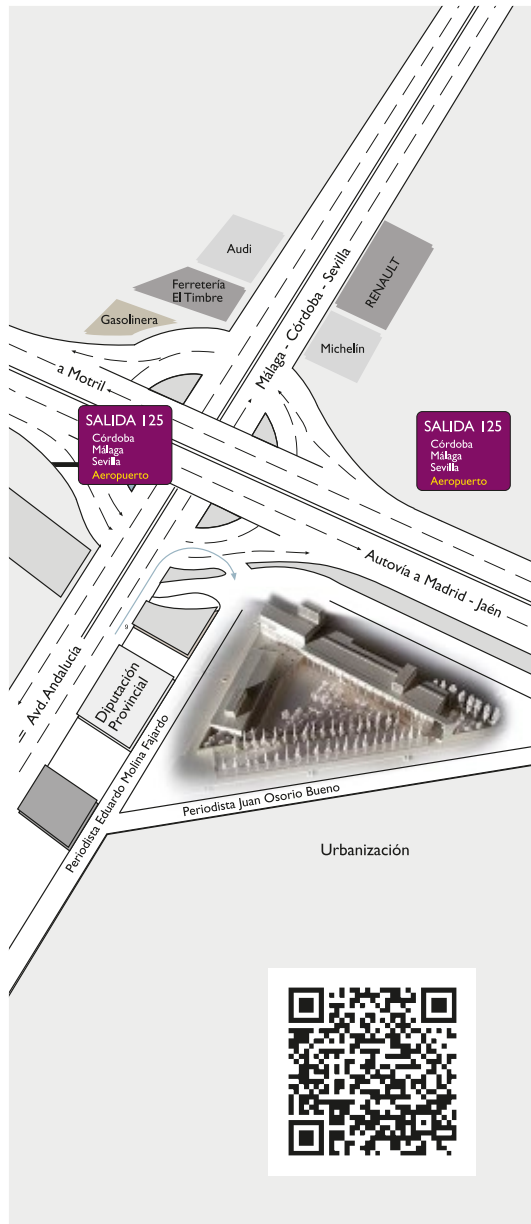 Audi
Ferretería
El Timbre
Gasolinera
RENAULT
Michelín
Málaga - Córdoba - Sevilla
a Motril
SALIDA 125
Córdoba
Málaga
Sevilla
Aeropuerto
SALIDA 125
Córdoba
Málaga
Sevilla
Aeropuerto
Autovía a Madrid - Jaén
Avd. Andalucía
Diputación
Provincial
Periodista Eduardo Molina Fajardo
Periodista Juan Osorio Bueno
Urbanización